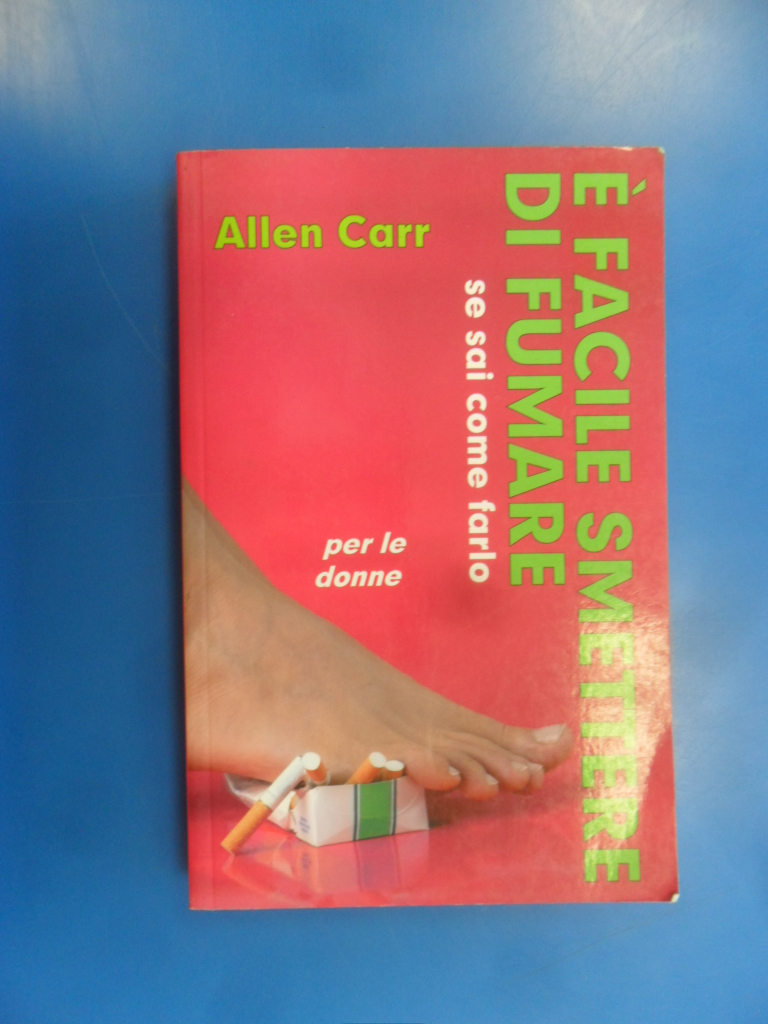 Allen Carr
È FACILE SMETTERE
DI FUMARE
se sai come farlo
per le
donne